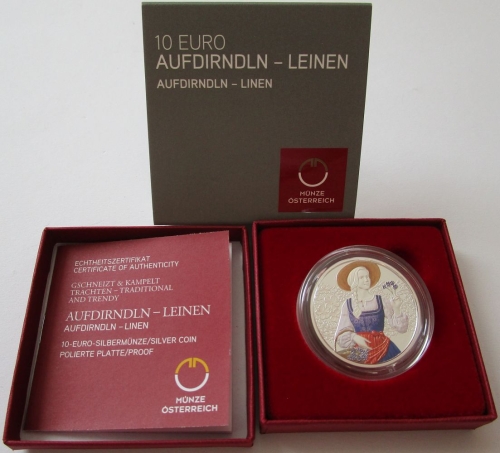 10 EURO
AUFDIRNDLN – LEINEN
AUFDIRNDLN – LINEN
MÜNZE
ÖSTERREICH
ECHTHEITSZERTIFIKAT
CERTIFICATE OF AUTHENTICITY
GSCHNEIZT & KAMPELT
TRACHTEN – TRADITIONAL
AND TRENDY
AUFDIRNDLN – LEINEN
AUFDIRNDLN – LINEN
10-EURO-SILBERMÜNZE/SILVER COIN
POLIERTE PLATTE/PROOF
MÜNZE
ÖSTERREICH